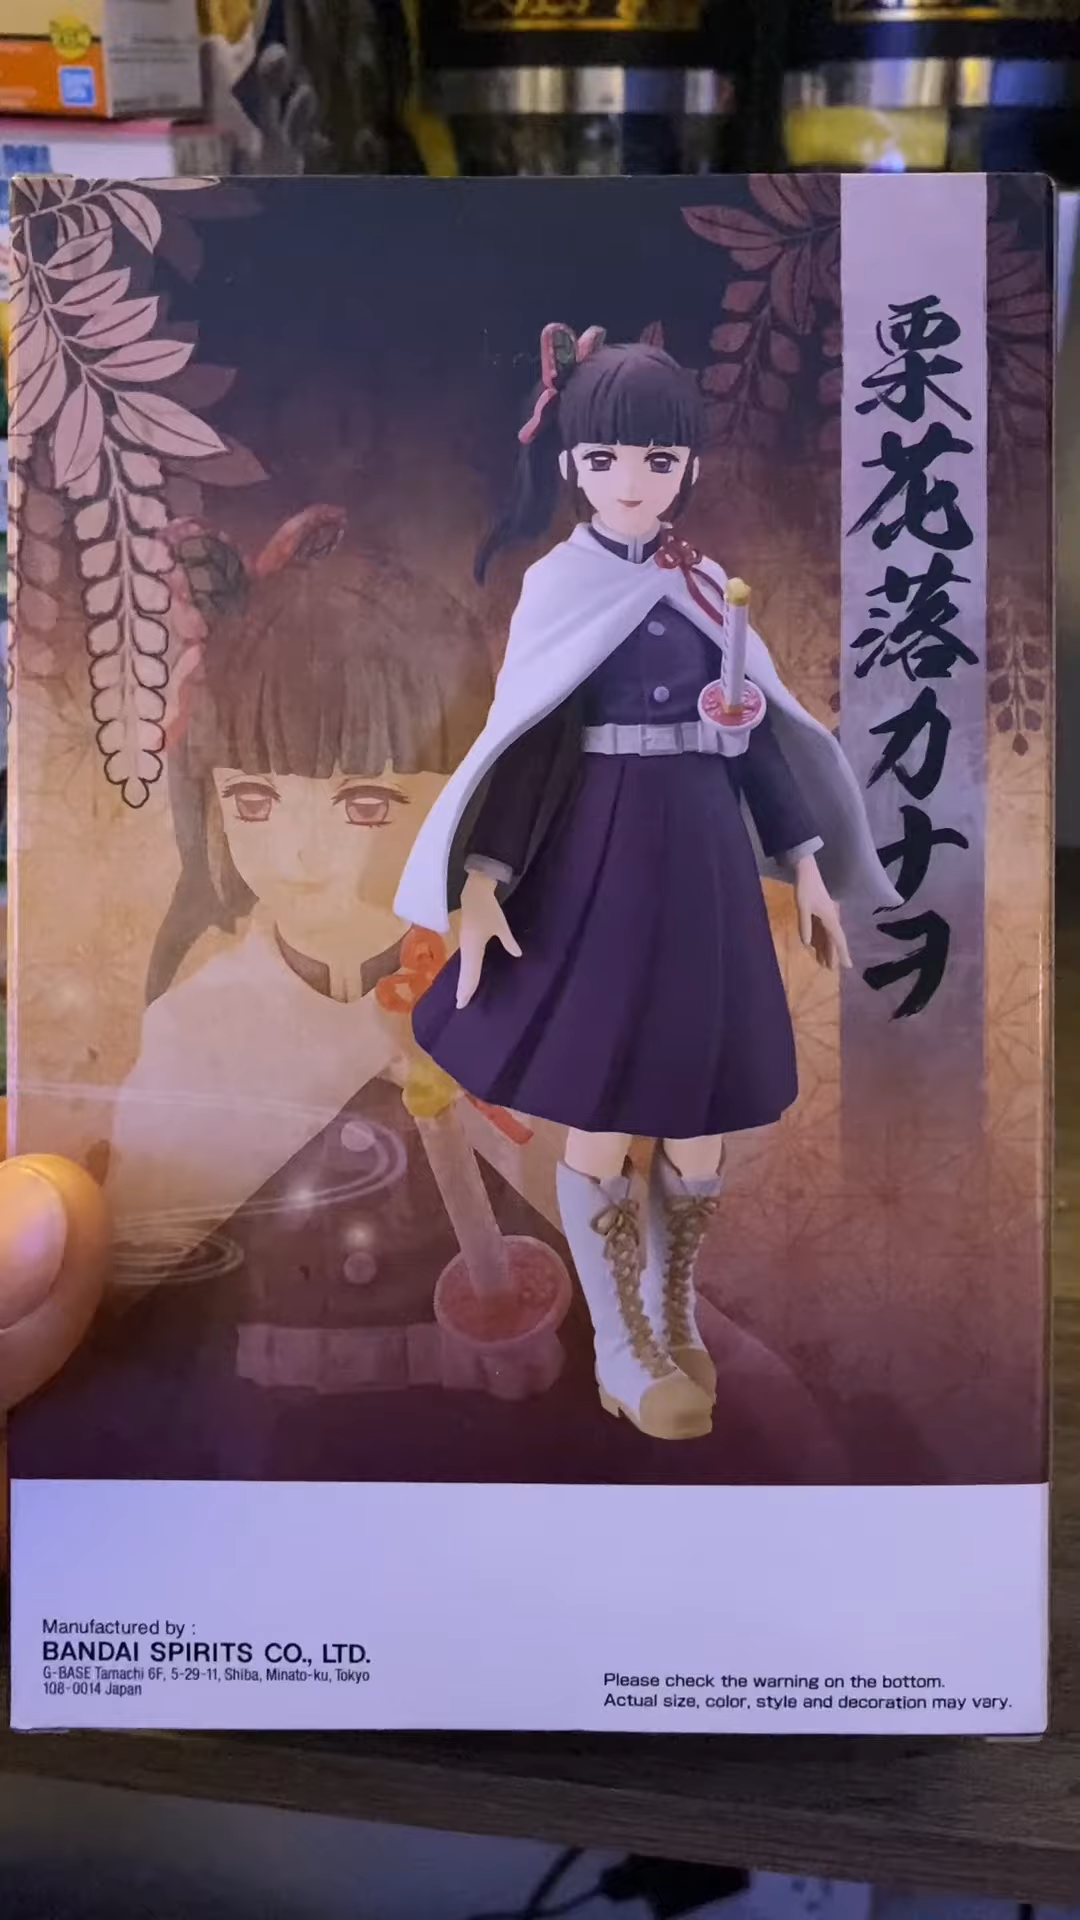 栗花落カナヲ
Manufactured by :
BANDAI SPIRITS CO., LTD.
G-BASE Tamachi 6F, 5-29-11, Shiba, Minato-ku, Tokyo
108-0014 Japan
Please check the warning on the bottom.
Actual size, color, style and decoration may vary.